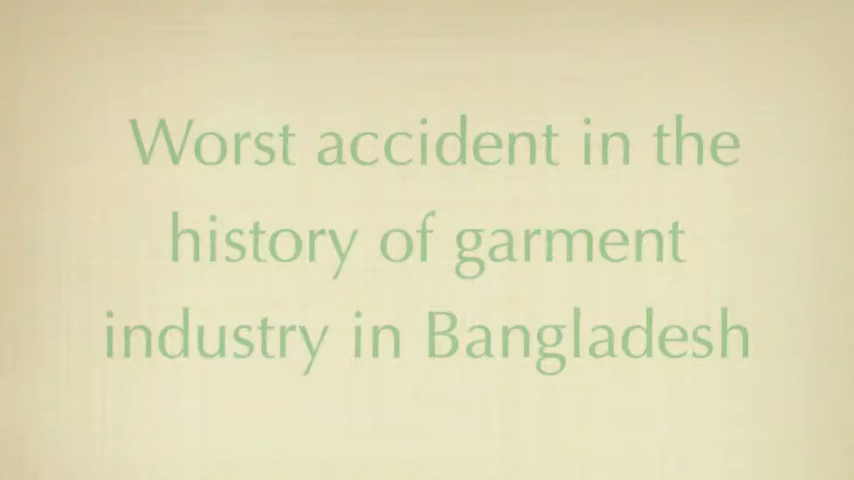 Worst accident in the
history of garment
industry in Bangladesh